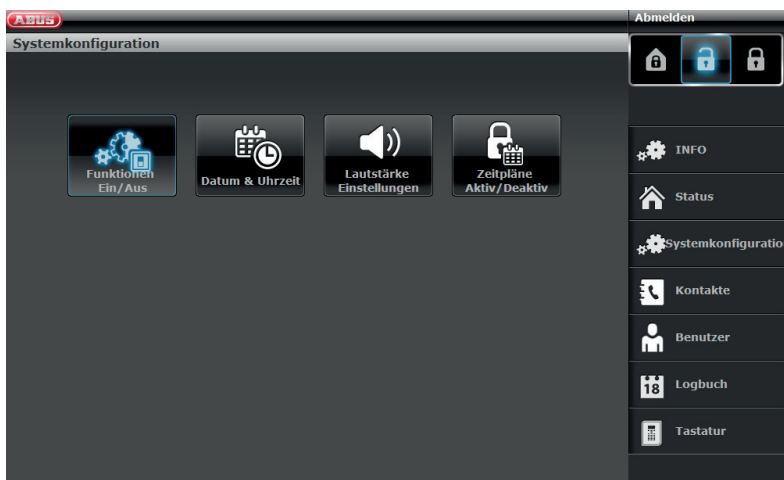 ABUS
Abmelden
Systemkonfiguration
Funktionen
Ein/Aus
Datum & Uhrzeit
Lautstärke
Einstellungen
Zeitpläne
Aktiv/Deaktiv
INFO
Status
Systemkonfiguratio
Kontakte
Benutzer
18
Logbuch
Tastatur